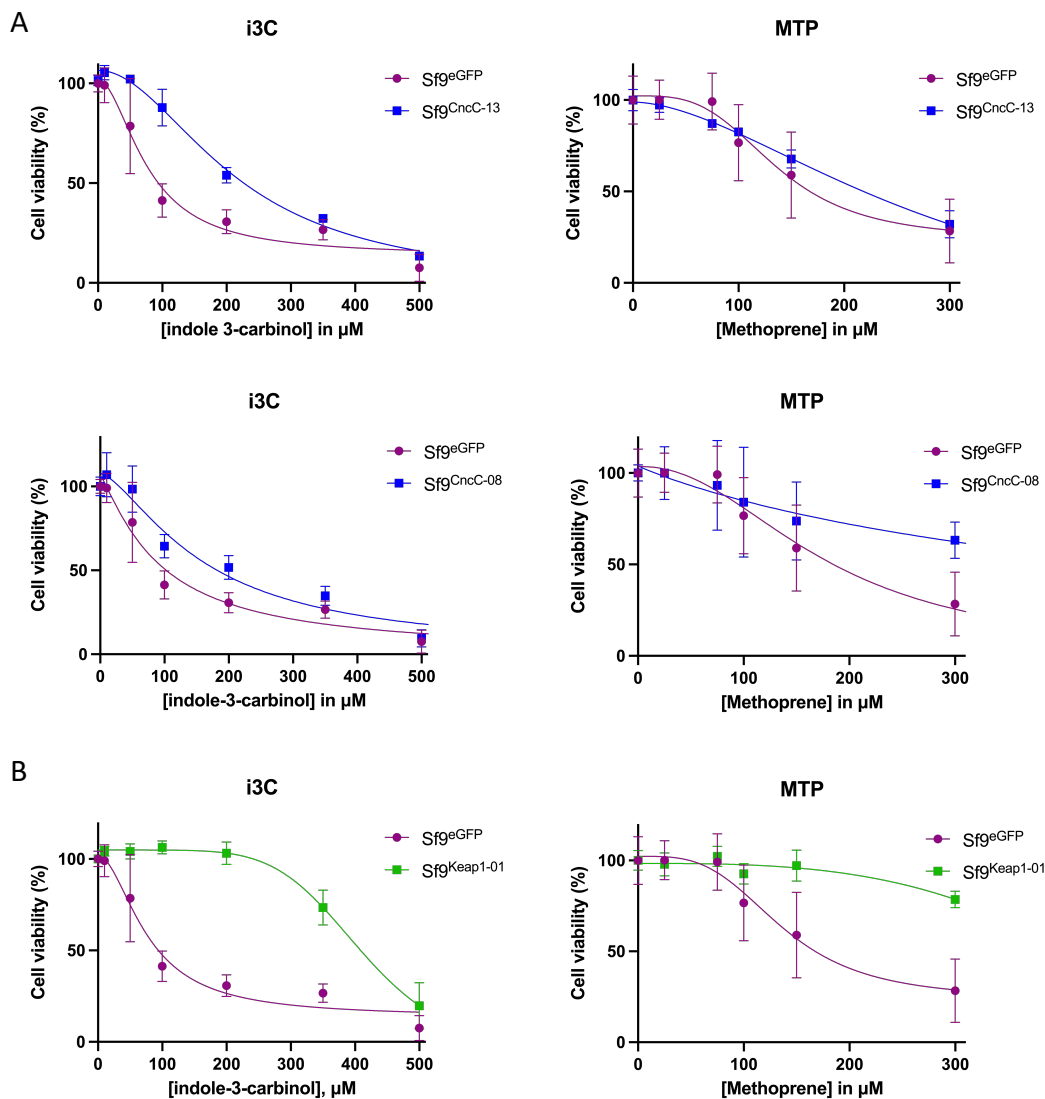 A
i3C
Cell viability (%)
100
50
0
0 100 200 300 400 500
[indole 3-carbinol] in µM
Sf9eGFP
Sf9CncC-13
MTP
Cell viability (%)
100
50
0
0 100 200 300
[Methoprene] in µM
Sf9eGFP
Sf9CncC-13
i3C
Cell viability (%)
100
50
0
0 100 200 300 400 500
[indole-3-carbinol] in µM
Sf9eGFP
Sf9CncC-08
MTP
Cell viability (%)
100
50
0
0 100 200 300
[Methoprene] in µM
Sf9eGFP
Sf9CncC-08
B
i3C
Cell viability (%)
100
50
0
0 100 200 300 400 500
[indole-3-carbinol], µM
Sf9eGFP
Sf9Keap1-01
MTP
Cell viability (%)
100
50
0
0 100 200 300
[Methoprene] in µM
Sf9eGFP
Sf9Keap1-01